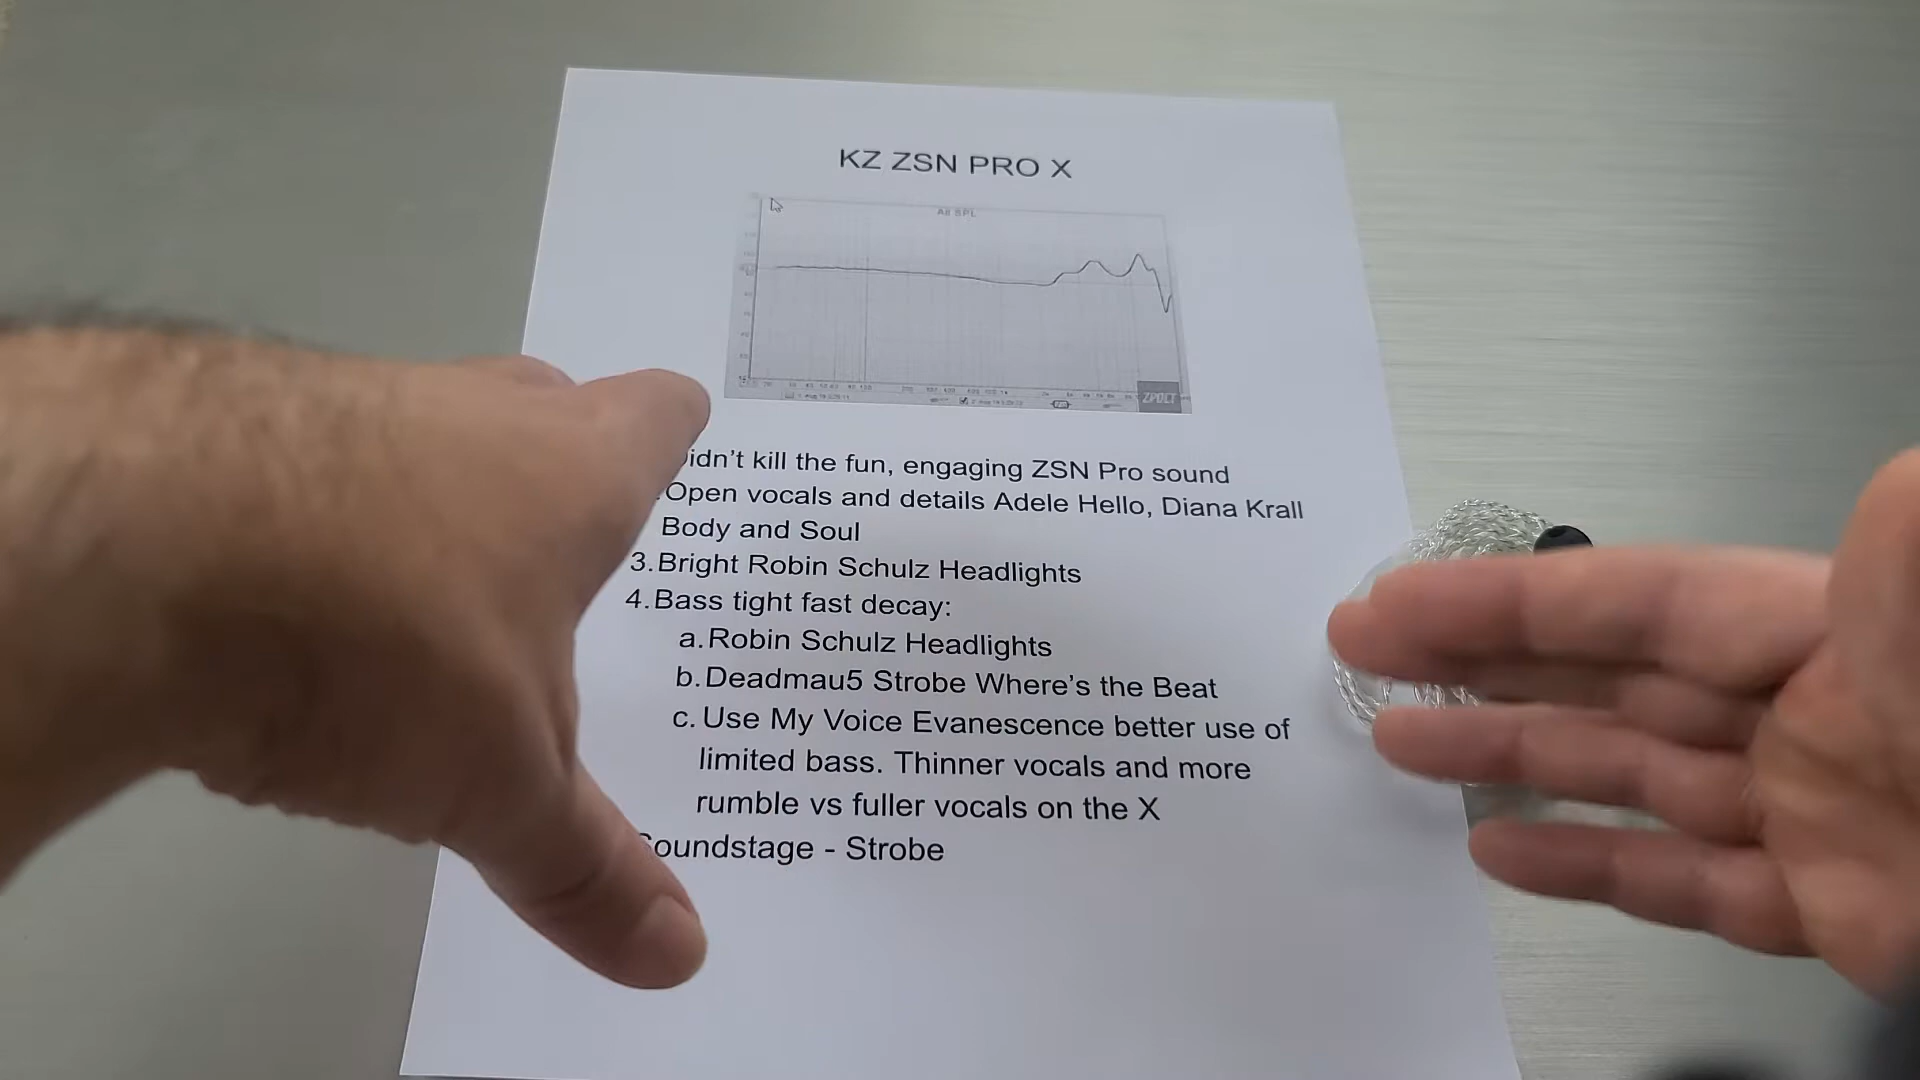 KZ ZSN PRO X
All SPL
ZPOLT
idn't kill the fun, engaging ZSN Pro sound
.Open vocals and details Adele Hello, Diana Krall
Body and Soul
3.Bright Robin Schulz Headlights
4.Bass tight fast decay:
a.Robin Schulz Headlights
b.Deadmau5 Strobe Where's the Beat
c.Use My Voice Evanescence better use of
limited bass. Thinner vocals and more
rumble vs fuller vocals on the X
oundstage - Strobe